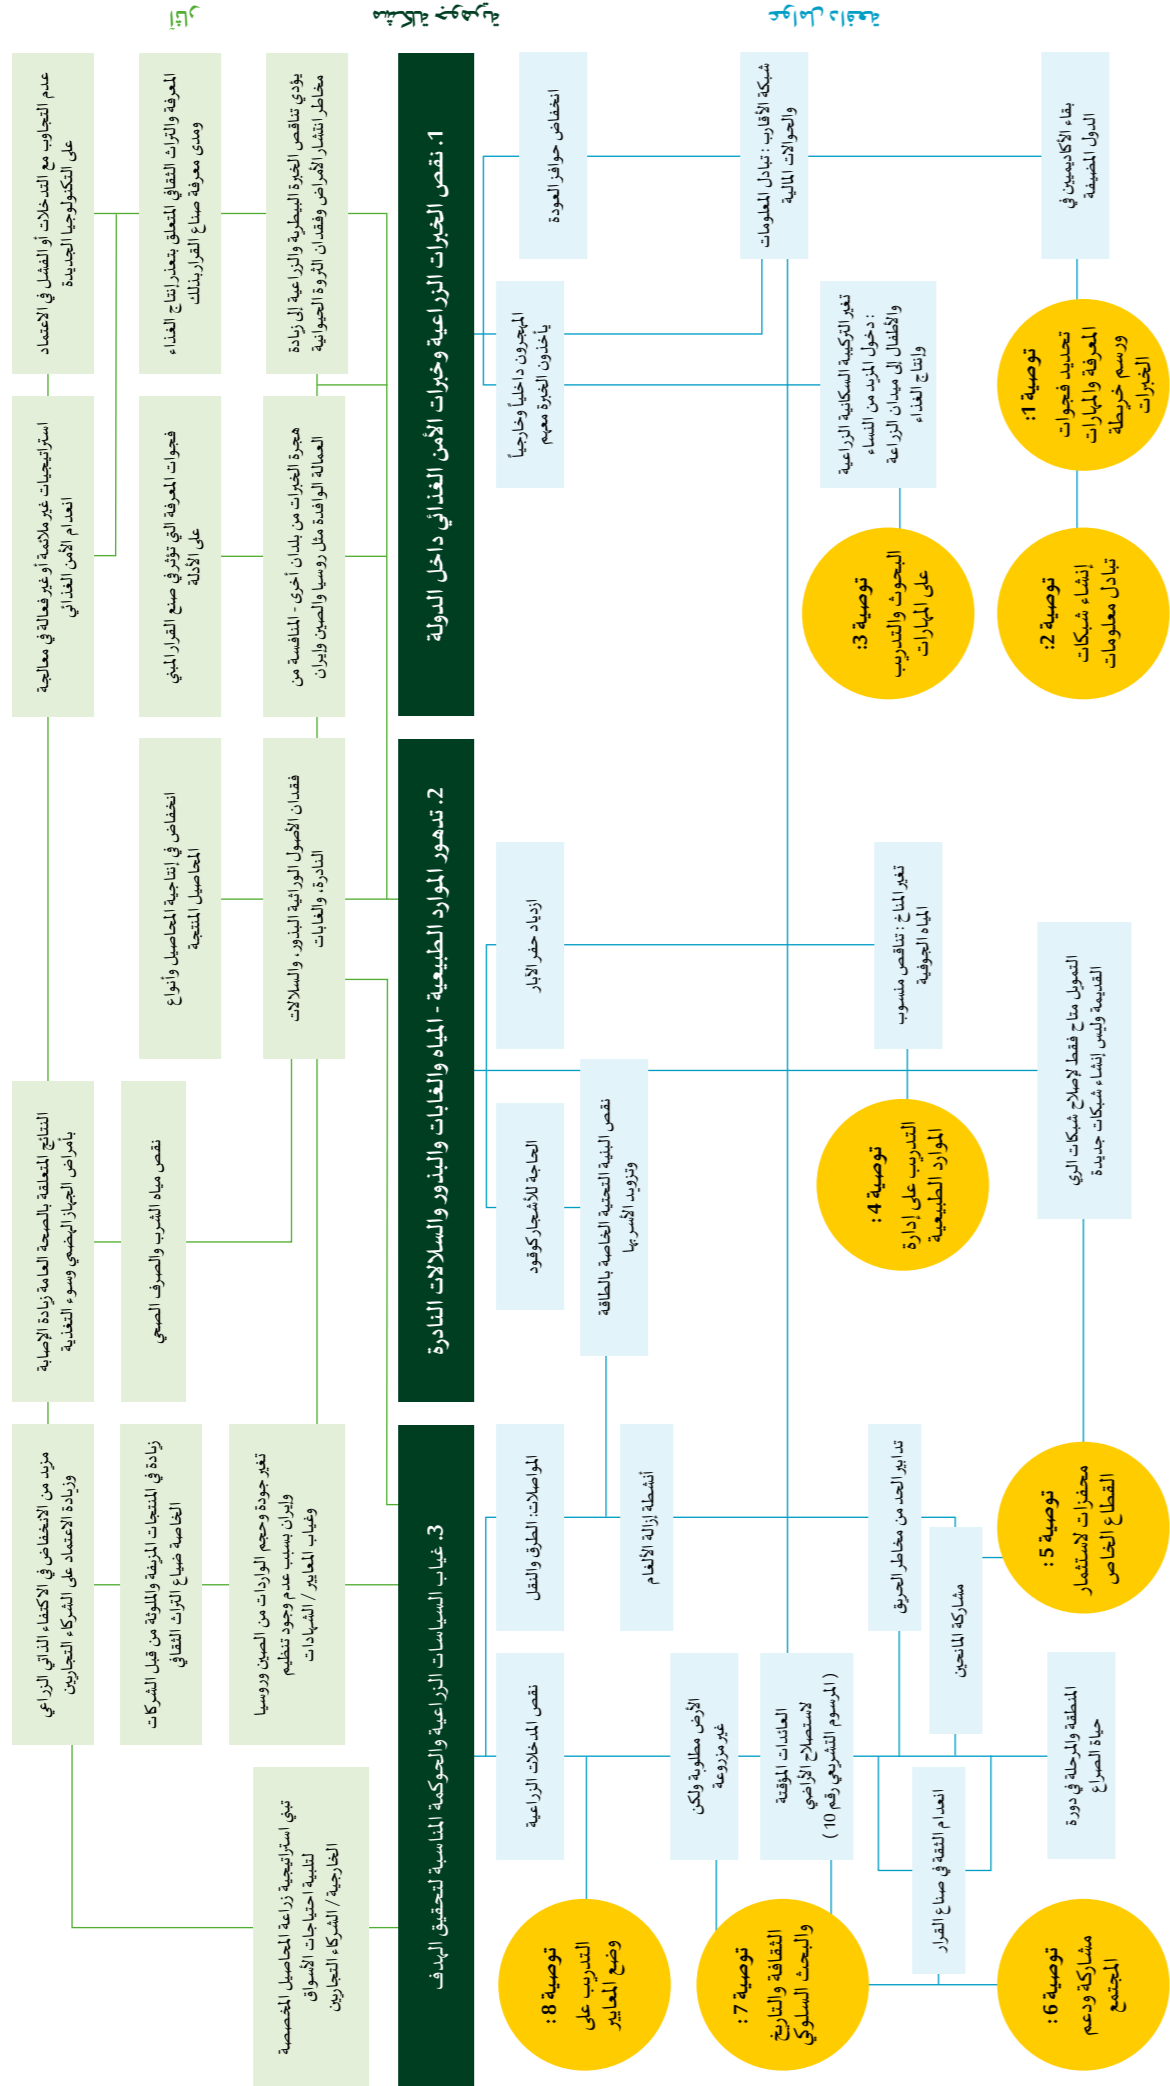 آثار
عدم التجاوب مع التدخلات أو الفشل في الاعتماد
على التكنولوجيا الجديدة
استراتيجيات غير ملائمة أو غير فعالة في معالجة
انعدام الأمن الغذائي
النتائج المتعلقة بالصحة العامة زيادة الإصابة
بأمراض الجهاز الهضمي وسوء التغذية
مزيد من الانخفاض في الاكتفاء الذاتي الزراعي
وزيادة الاعتماد على الشركاء التجاريين
المعرفة والتراث الثقافي المتعلق بتعذر إنتاج الغذاء
ومدى معرفة صناع القرار بذلك
فجوات المعرفة التي تؤثر في صنع القرار المبني
على الأدلة
انخفاض في إنتاجية المحاصيل وأنواع
المحاصيل المنتجة
نقص مياه الشرب والصرف الصحي
زيادة في المنتجات المزيفة والملوثة من قبل الشركات
الخاصة ضياع التراث الثقافي
يؤدي تناقص الخبرة البيطرية والزراعية إلى زيادة
مخاطر انتشار الأمراض وفقدان الثروة الحيوانية
هجرة الخبرات من بلدان أخرى - المنافسة من
العمالة الوافدة مثل روسيا والصين وإيران
فقدان الأصول الوراثية البذور، والسلالات
النادرة، والغابات
تغير جودة وحجم الواردات من الصين وروسيا
وإيران بسبب عدم وجود تنظيم
وغياب المعايير / الشهادات
تبني استراتيجية زراعة المحاصيل المخصصة
لتلبية احتياجات الأسواق
الخارجية / الشركاء التجاريين
مشكلة جوهرية
1. نقص الخبرات الزراعية وخبرات الأمن الغذائي داخل الدولة
2. تدهور الموارد الطبيعية - المياه والغابات والبذور والسلالات النادرة
3. غياب السياسات الزراعية والحوكمة المناسبة لتحقيق الهدف
عوامل دافعة
انخفاض حوافز العودة
المهجرون داخلياً وخارجياً
يأخذون الخبرة معهم
ازدياد حفر الآبار
الحاجة للأشجار كوقود
المواصلات: الطرق والنقل
نقص المدخلات الزراعية
نقص البنية التحتية الخاصة بالطاقة
وتزويد الأسر بها
أنشطة إزالة الألغام
شبكة الأقارب : تبادل المعلومات
والحوالات المالية
الأرض مطلوبة ولكن
غير مزروعة
العائدات المؤقتة
لاستصلاح الأراضي
( المرسوم التشريعي رقم 10 )
تغير التركيبة السكانية الزراعية
: دخول المزيد من النساء
والأطفال إلى ميدان الزراعة
وإنتاج الغذاء
تغير المناخ : تناقص منسوب
المياه الجوفية
تدابير الحد من مخاطر الحريق
مشاركة المانحين
انعدام الثقة في صناع القرار
بقاء الأكاديميين في
الدول المضيفة
التمويل متاح فقط لإصلاح شبكات الري
القديمة وليس إنشاء شبكات جديدة
المنطقة والمرحلة في دورة
حياة الصراع
توصية 1:
تحديد فجوات
المعرفة والمهارات
ورسم خريطة
الخبرات
توصية 2:
إنشاء شبكات
تبادل معلومات
توصية 3:
البحوث والتدريب
على المهارات
توصية 4 :
التدريب على إدارة
الموارد الطبيعية
توصية 5 :
محفزات لاستثمار
القطاع الخاص
توصية 6 :
مشاركة ودعم
المجتمع
توصية 7 :
الثقافة والتاريخ
والبحث السلوكي
توصية 8 :
التدريب على
وضع المعايير